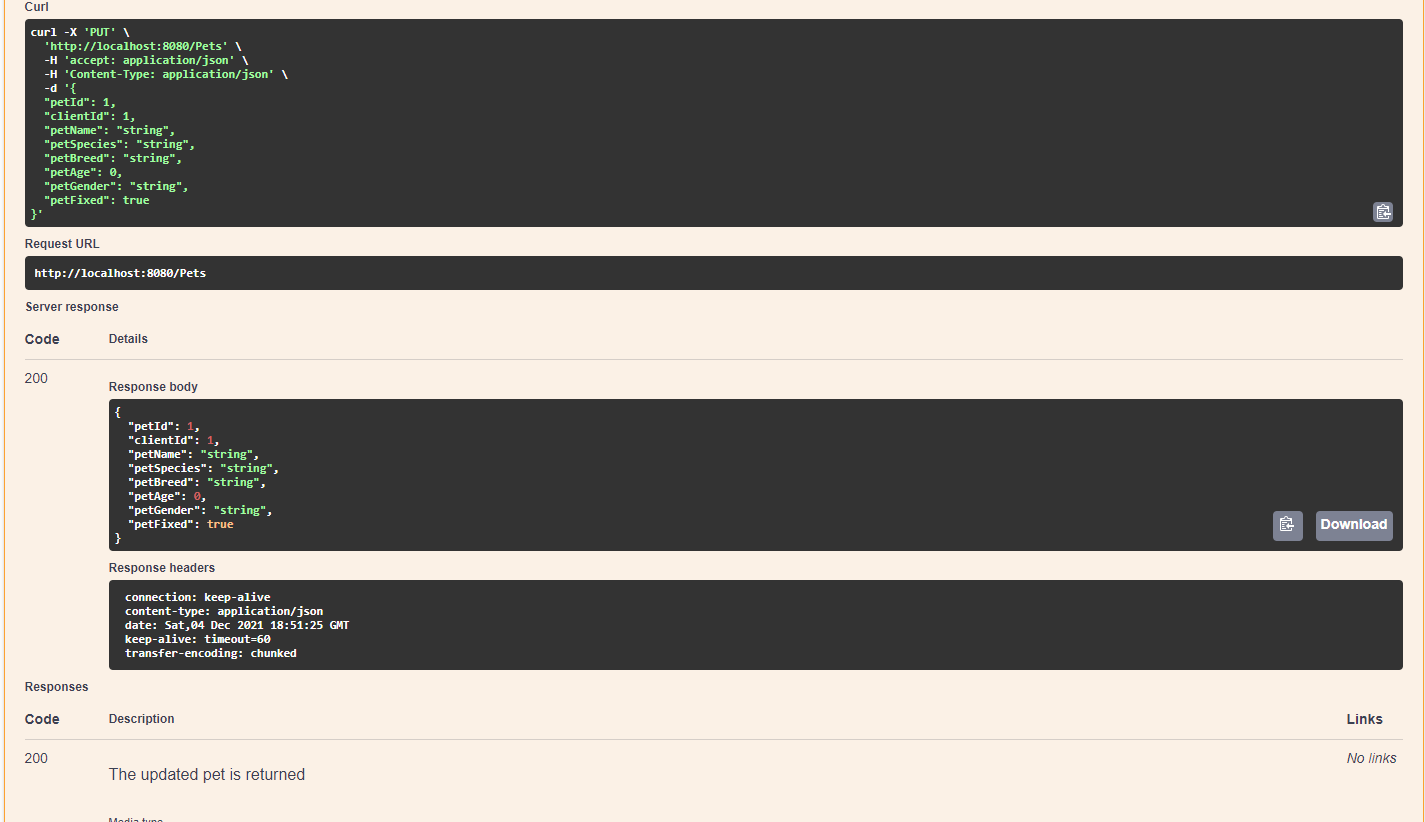 Curl
curl -X 'PUT' \
  'http://localhost:8080/Pets' \
  -H 'accept: application/json' \
  -H 'Content-Type: application/json' \
  -d '{
  "petId": 1,
  "clientId": 1,
  "petName": "string",
  "petSpecies": "string",
  "petBreed": "string",
  "petAge": 0,
  "petGender": "string",
  "petFixed": true
}'
Request URL
http://localhost:8080/Pets
Server response
Code Details
200
Response body
{
  "petId": 1,
  "clientId": 1,
  "petName": "string",
  "petSpecies": "string",
  "petBreed": "string",
  "petAge": 0,
  "petGender": "string",
  "petFixed": true
}
Download
Response headers
connection: keep-alive
content-type: application/json
date: Sat,04 Dec 2021 18:51:25 GMT
keep-alive: timeout=60
transfer-encoding: chunked
Responses
Code Description Links
200 No links
The updated pet is returned
Media type